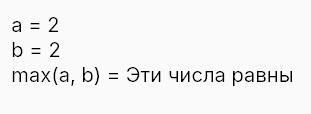 a = 2
b = 2
max(a, b) = Эти числа равны